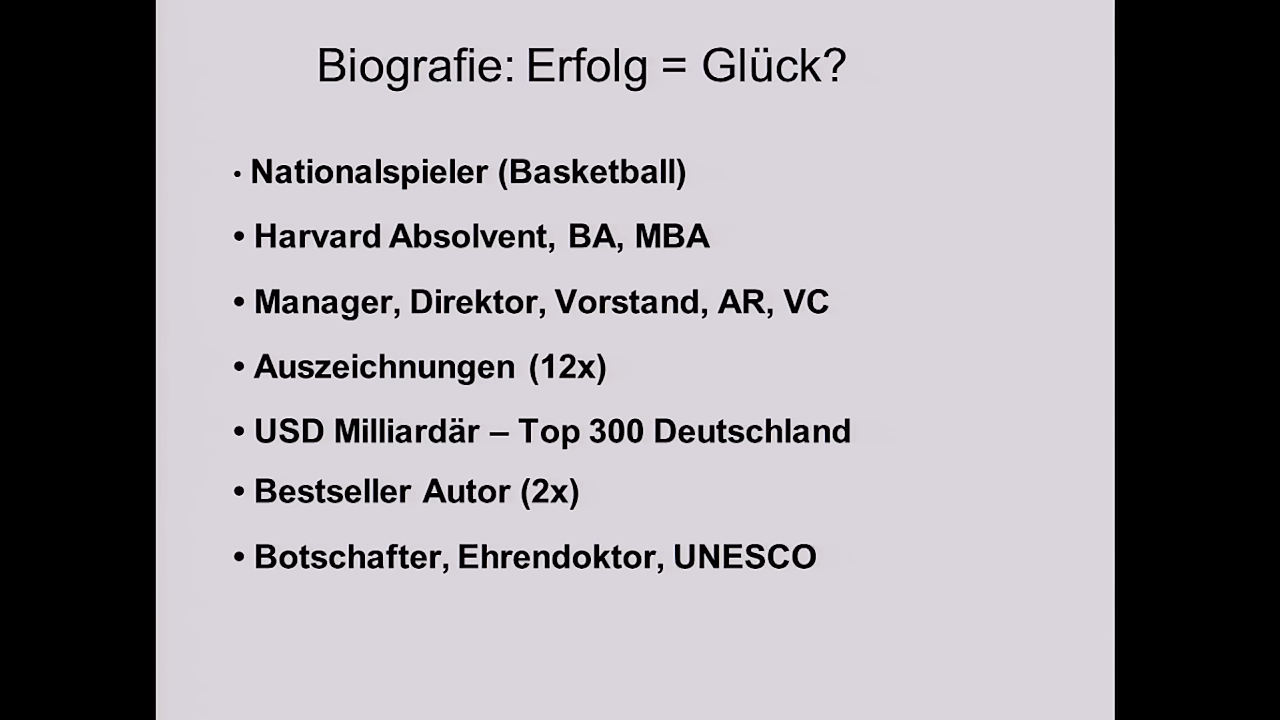 Biografie: Erfolg = Glück?
• Nationalspieler (Basketball)
• Harvard Absolvent, BA, MBA
• Manager, Direktor, Vorstand, AR, VC
• Auszeichnungen (12x)
• USD Milliardär – Top 300 Deutschland
• Bestseller Autor (2x)
• Botschafter, Ehrendoktor, UNESCO